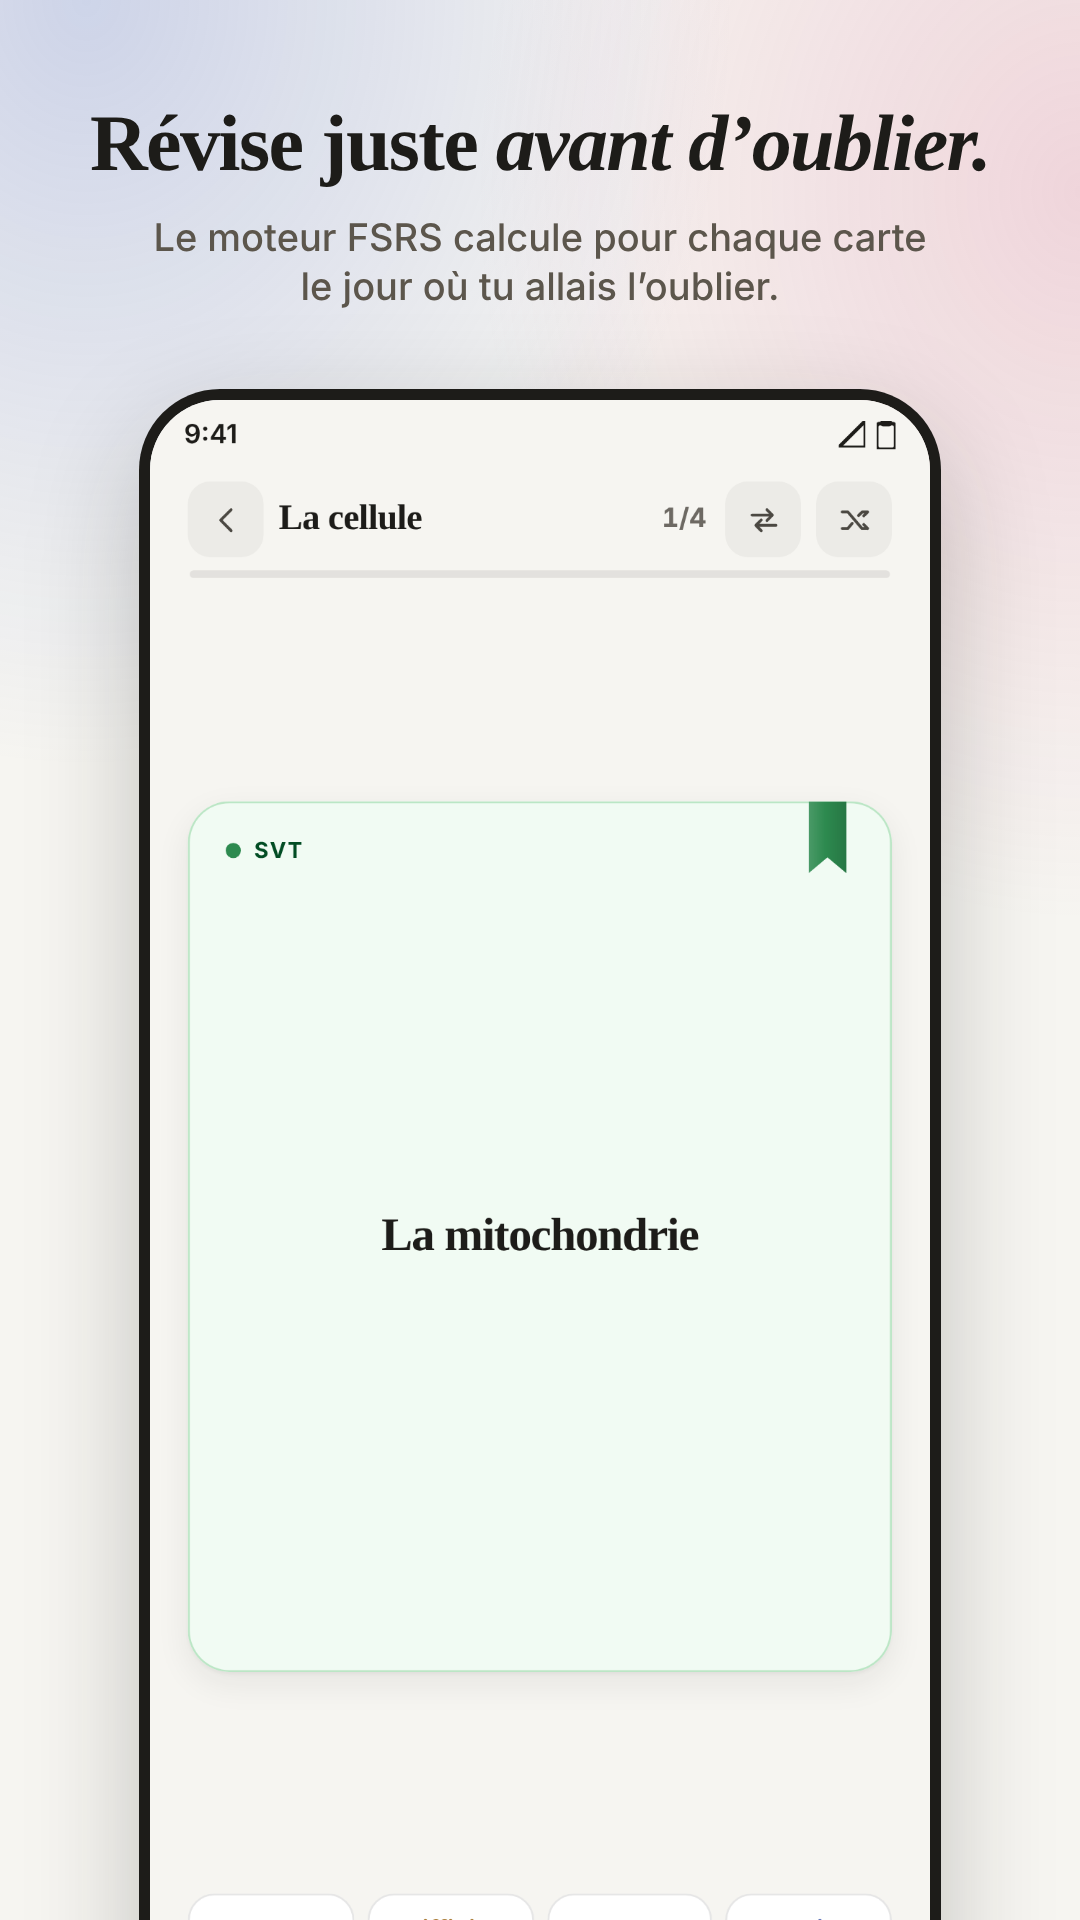 Révise juste avant d’oublier.
Le moteur FSRS calcule pour chaque carte
le jour où tu allais l’oublier.
9:41
La cellule
1/4
SVT
La mitochondrie